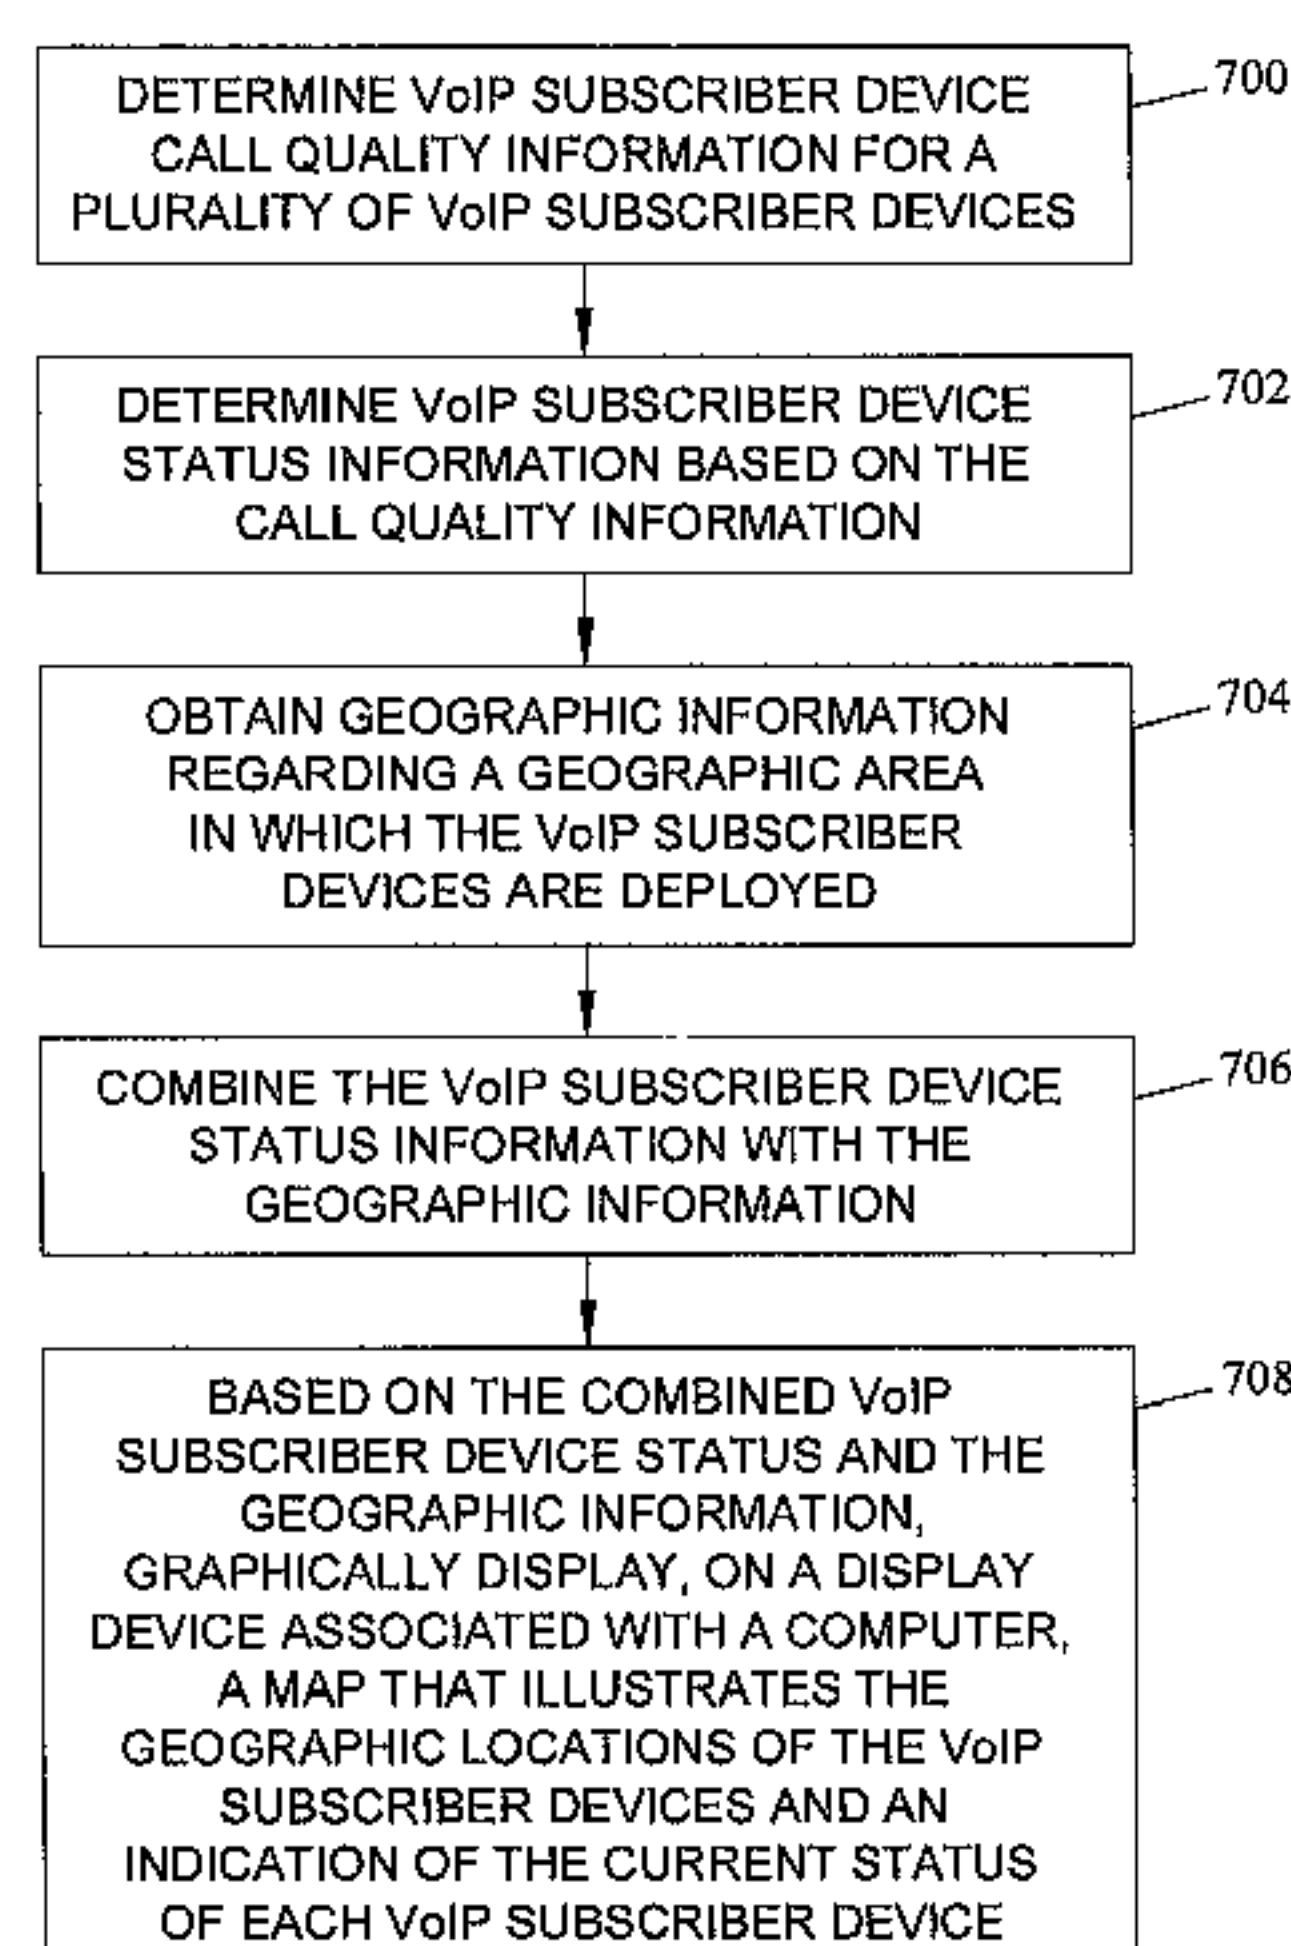 DETERMINE VoIP SUBSCRIBER DEVICE
CALL QUALITY INFORMATION FOR A
PLURALITY OF VoIP SUBSCRIBER DEVICES
700
DETERMINE VoIP SUBSCRIBER DEVICE
STATUS INFORMATION BASED ON THE
CALL QUALITY INFORMATION
702
OBTAIN GEOGRAPHIC INFORMATION
REGARDING A GEOGRAPHIC AREA
IN WHICH THE VoIP SUBSCRIBER
DEVICES ARE DEPLOYED
704
COMBINE THE VoIP SUBSCRIBER DEVICE
STATUS INFORMATION WITH THE
GEOGRAPHIC INFORMATION
706
BASED ON THE COMBINED VoIP
SUBSCRIBER DEVICE STATUS AND THE
GEOGRAPHIC INFORMATION,
GRAPHICALLY DISPLAY, ON A DISPLAY
DEVICE ASSOCIATED WITH A COMPUTER,
A MAP THAT ILLUSTRATES THE
GEOGRAPHIC LOCATIONS OF THE VoIP
SUBSCRIBER DEVICES AND AN
INDICATION OF THE CURRENT STATUS
OF EACH VoIP SUBSCRIBER DEVICE
708